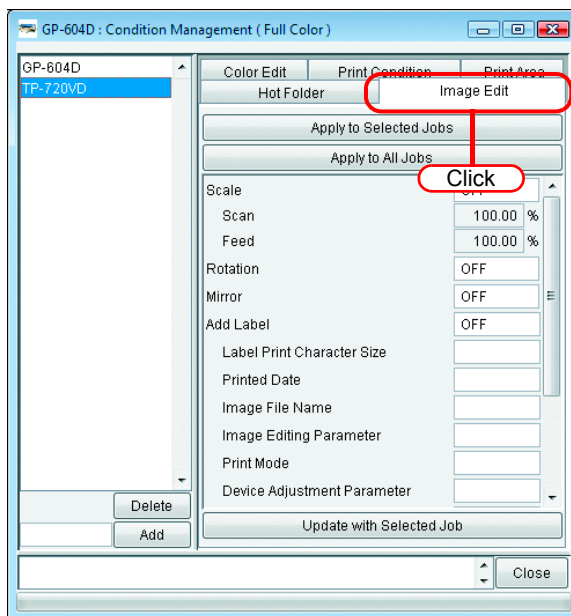 GP-604D : Condition Management ( Full Color )
GP-604D
TP-720VD
Color Edit Print Condition Print Area
Hot Folder Image Edit
Apply to Selected Jobs
Apply to All Jobs
Click
Scale OFF
Scan 100.00 %
Feed 100.00 %
Rotation OFF
Mirror OFF
Add Label OFF
Label Print Character Size
Printed Date
Image File Name
Image Editing Parameter
Print Mode
Device Adjustment Parameter
Delete
Update with Selected Job
Add
Close